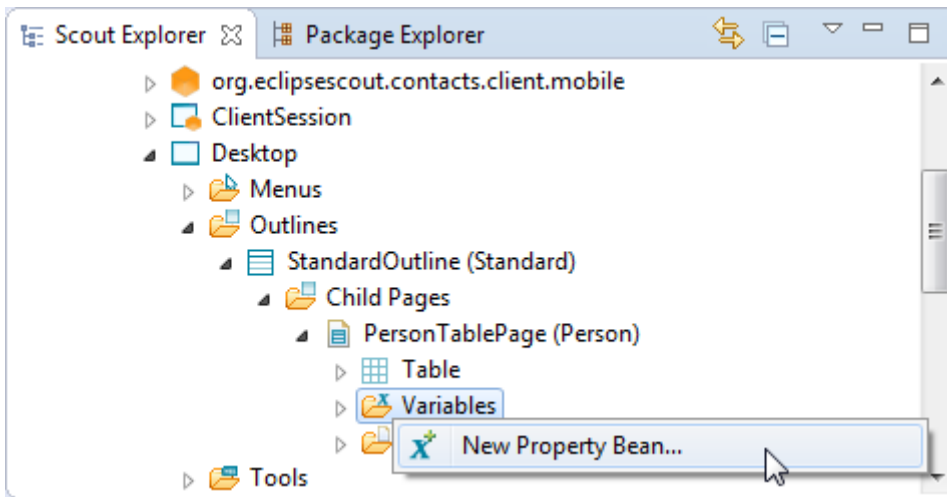 Scout Explorer Package Explorer
org.eclipsescout.contacts.client.mobile
ClientSession
Desktop
Menus
Outlines
StandardOutline (Standard)
Child Pages
PersonTablePage (Person)
Table
Variables
New Property Bean...
Tools